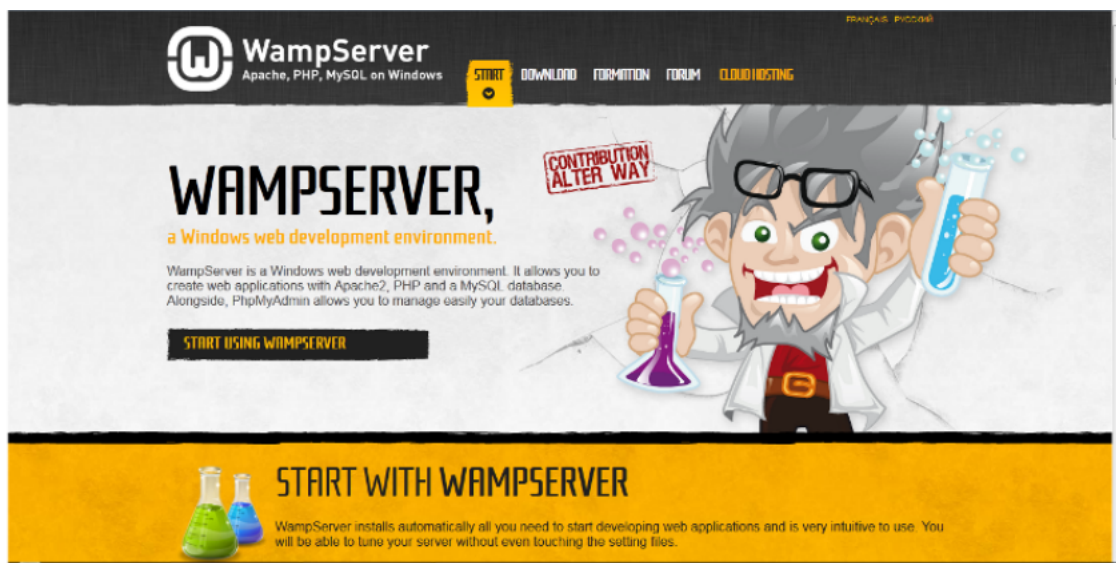 FRANÇAIS РУССКИЙ
WampServer
Apache, PHP, MySQL on Windows
START DOWNLOAD FORMATION FORUM CLOUD HOSTING
CONTRIBUTION
ALTER WAY
WAMPSERVER,
a Windows web development environment.
WampServer is a Windows web development environment. It allows you to
create web applications with Apache2, PHP and a MySQL database.
Alongside, PhpMyAdmin allows you to manage easily your databases.
START USING WAMPSERVER
START WITH WAMPSERVER
WampServer installs automatically all you need to start developing web applications and is very intuitive to use. You
will be able to tune your server without even touching the setting files.